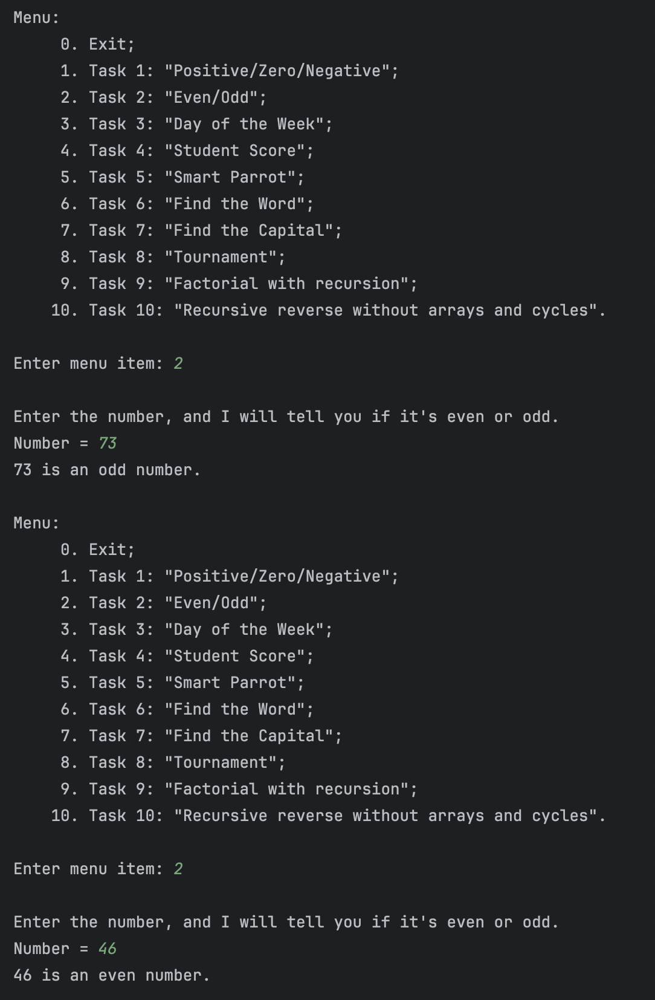 Menu:
0. Exit;
1. Task 1: "Positive/Zero/Negative";
2. Task 2: "Even/Odd";
3. Task 3: "Day of the Week";
4. Task 4: "Student Score";
5. Task 5: "Smart Parrot";
6. Task 6: "Find the Word";
7. Task 7: "Find the Capital";
8. Task 8: "Tournament";
9. Task 9: "Factorial with recursion";
10. Task 10: "Recursive reverse without arrays and cycles".
Enter menu item: 2
Enter the number, and I will tell you if it's even or odd.
Number = 73
73 is an odd number.
Menu:
0. Exit;
1. Task 1: "Positive/Zero/Negative";
2. Task 2: "Even/Odd";
3. Task 3: "Day of the Week";
4. Task 4: "Student Score";
5. Task 5: "Smart Parrot";
6. Task 6: "Find the Word";
7. Task 7: "Find the Capital";
8. Task 8: "Tournament";
9. Task 9: "Factorial with recursion";
10. Task 10: "Recursive reverse without arrays and cycles".
Enter menu item: 2
Enter the number, and I will tell you if it's even or odd.
Number = 46
46 is an even number.